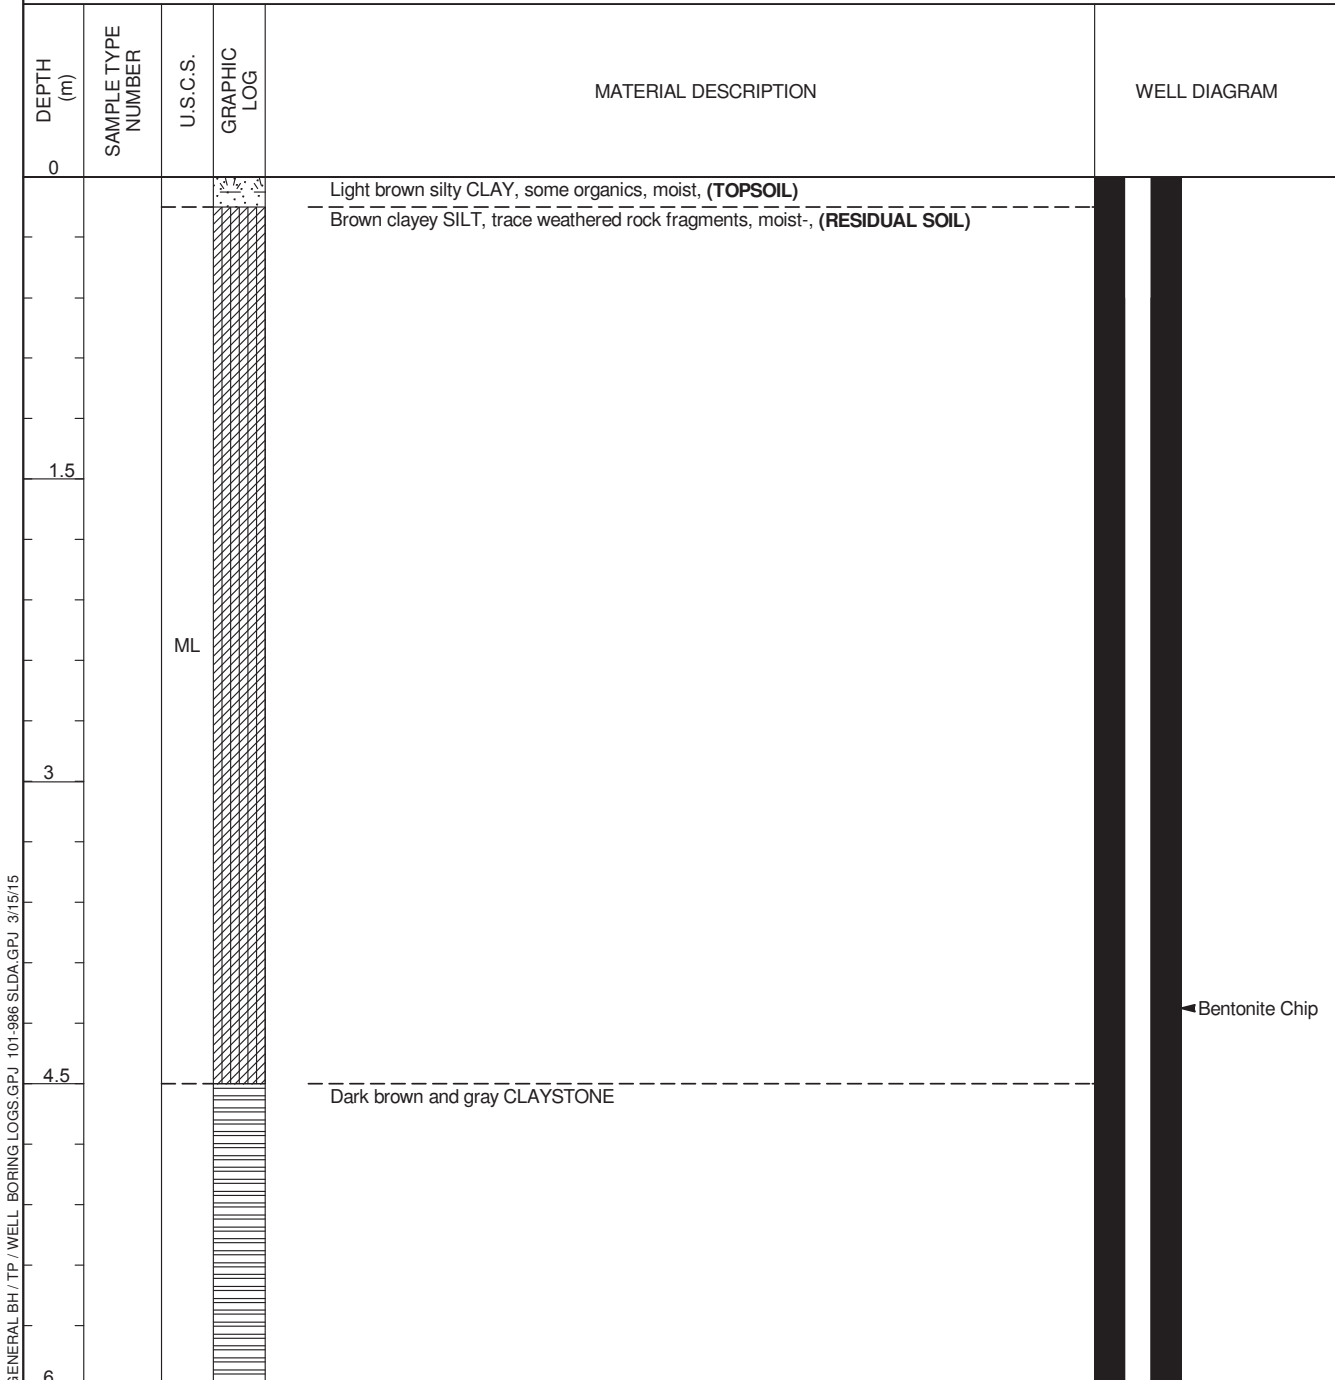 DEPTH
(m)
SAMPLE TYPE
NUMBER
U.S.C.S.
GRAPHIC
LOG
MATERIAL DESCRIPTION
WELL DIAGRAM
0
Light brown silty CLAY, some organics, moist, (TOPSOIL)
Brown clayey SILT, trace weathered rock fragments, moist-, (RESIDUAL SOIL)
1.5
ML
3
Bentonite Chip
4.5
Dark brown and gray CLAYSTONE
6
GENERAL BH / TP / WELL BORING LOGS.GPJ 101-986 SLDA.GPJ 3/15/15